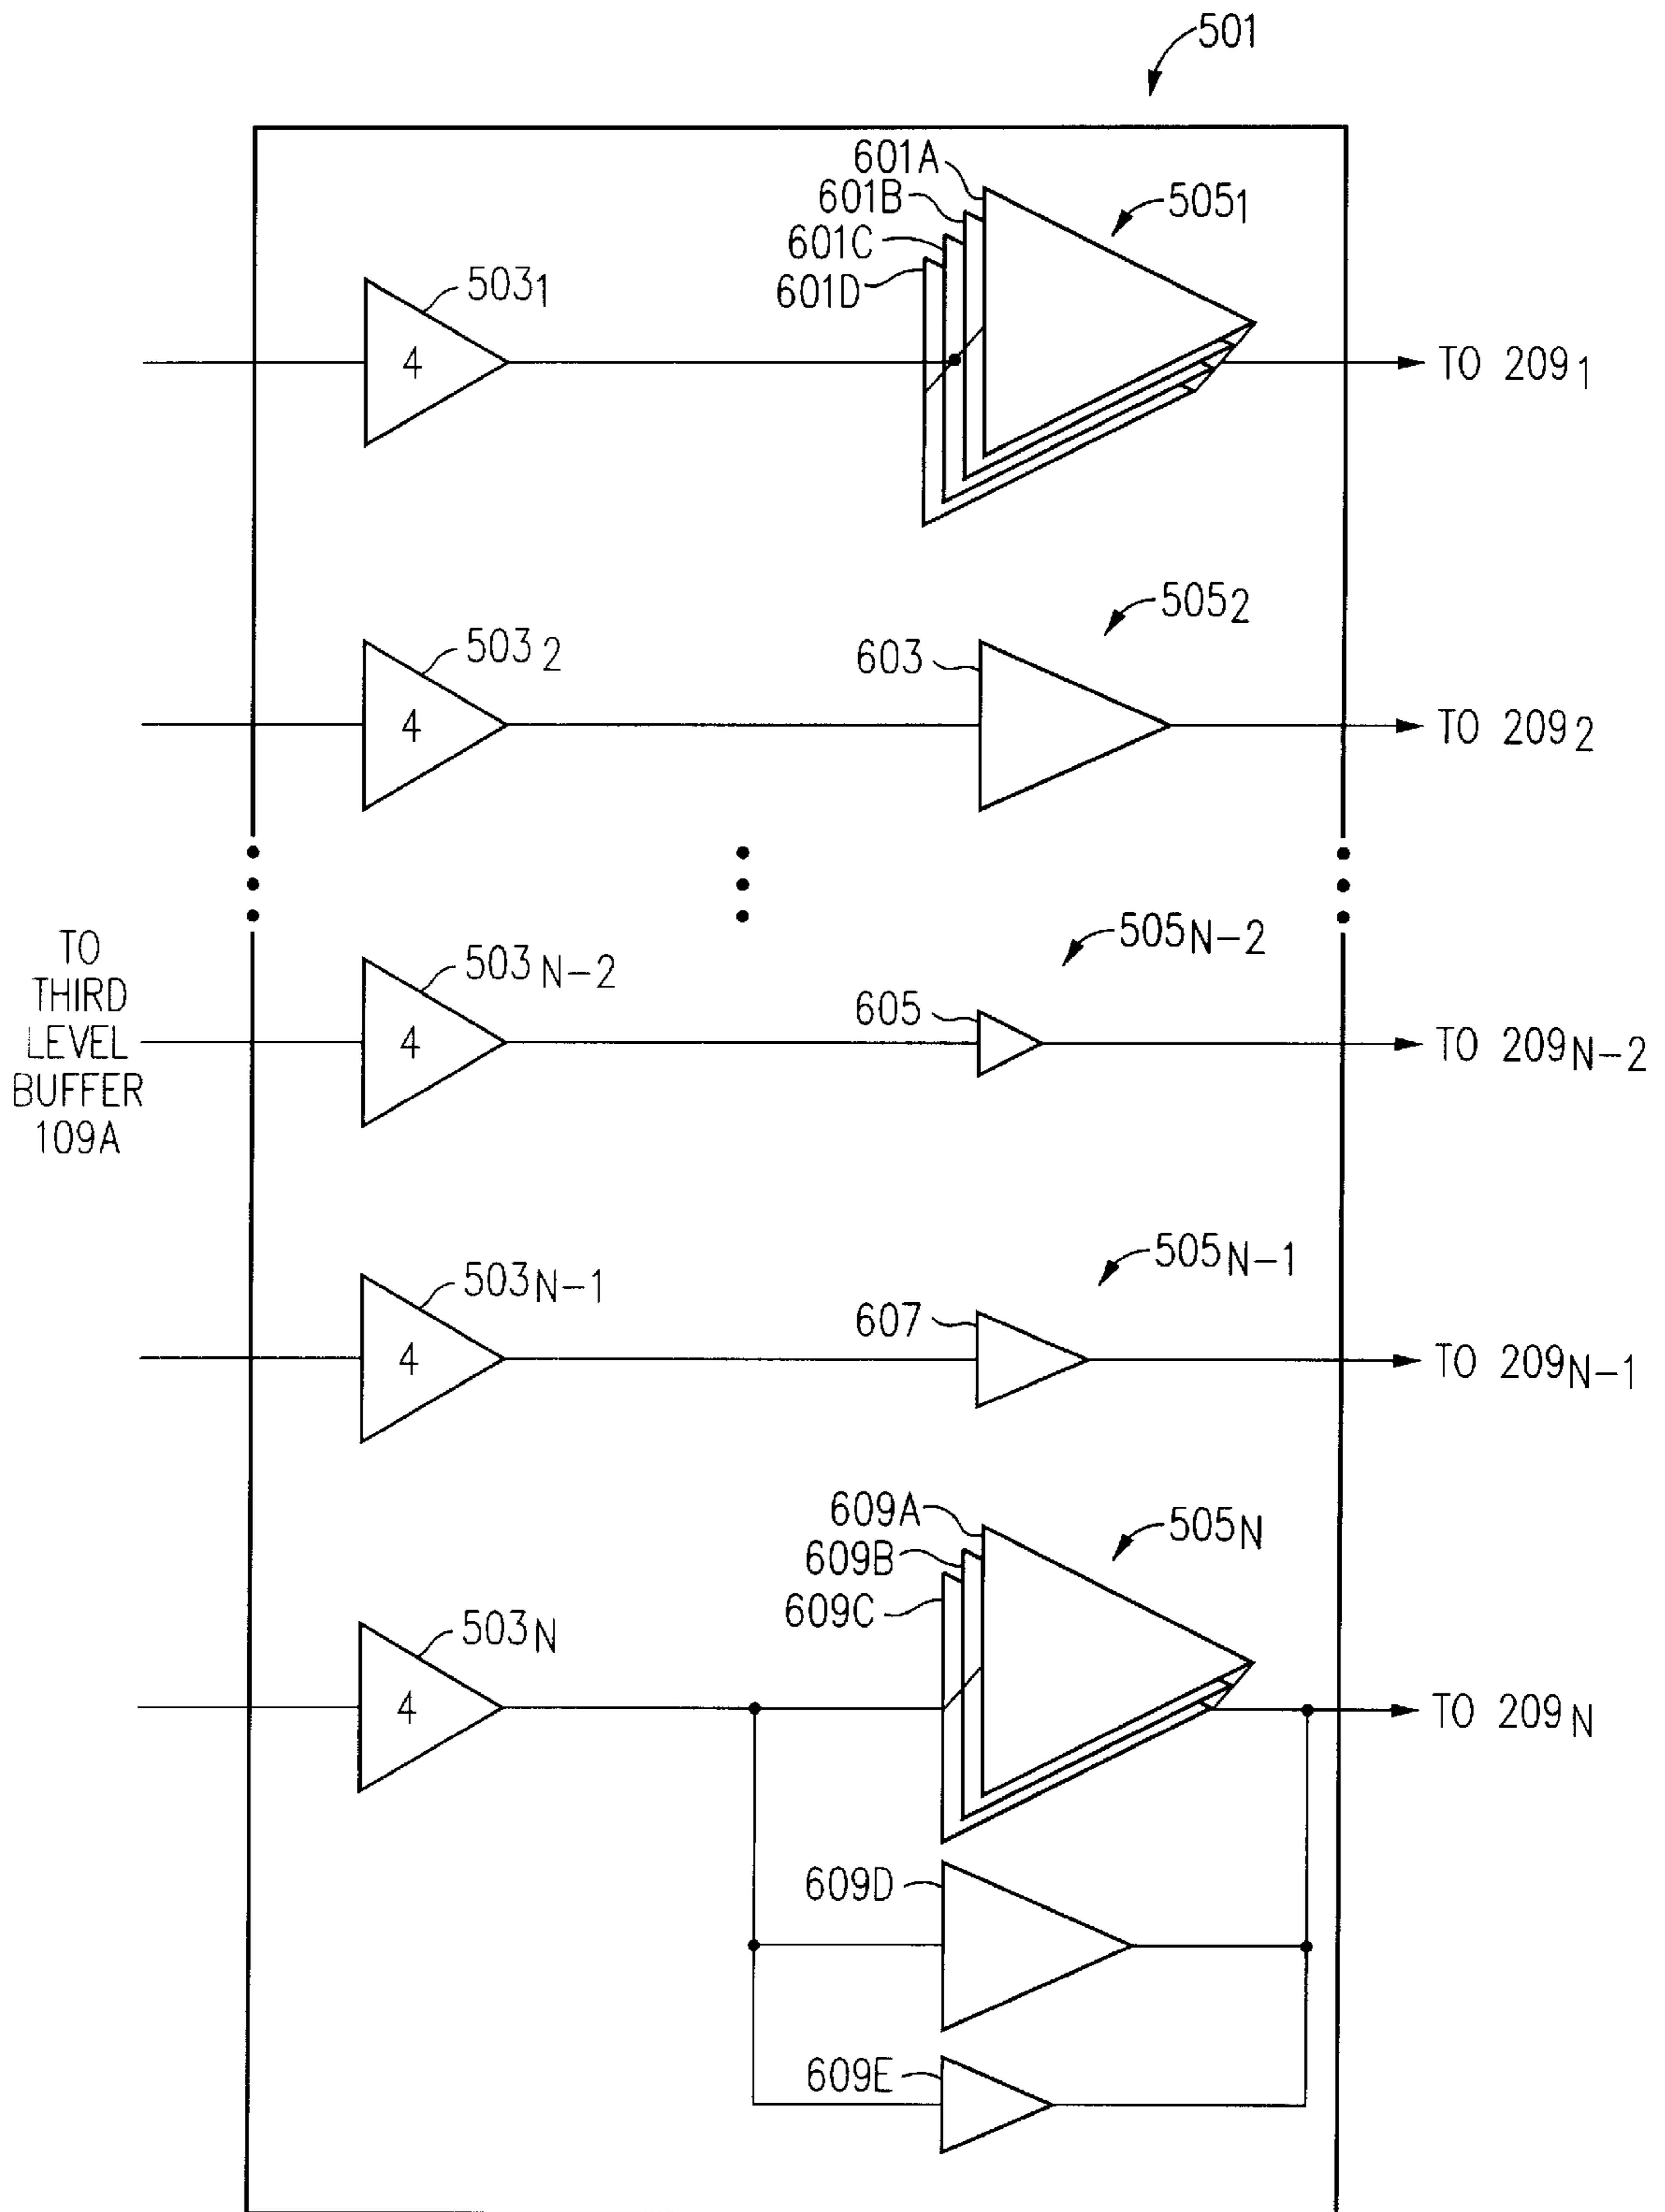 501
601A
601B
505₁
601C
601D
503₁
4
TO 209₁
505₂
503₂
603
4
TO 209₂
505N-2
TO
THIRD
LEVEL
BUFFER
109A
503N-2
605
4
TO 209N-2
505N-1
503N-1
607
4
TO 209N-1
609A
505N
609B
609C
503N
4
TO 209N
609D
609E